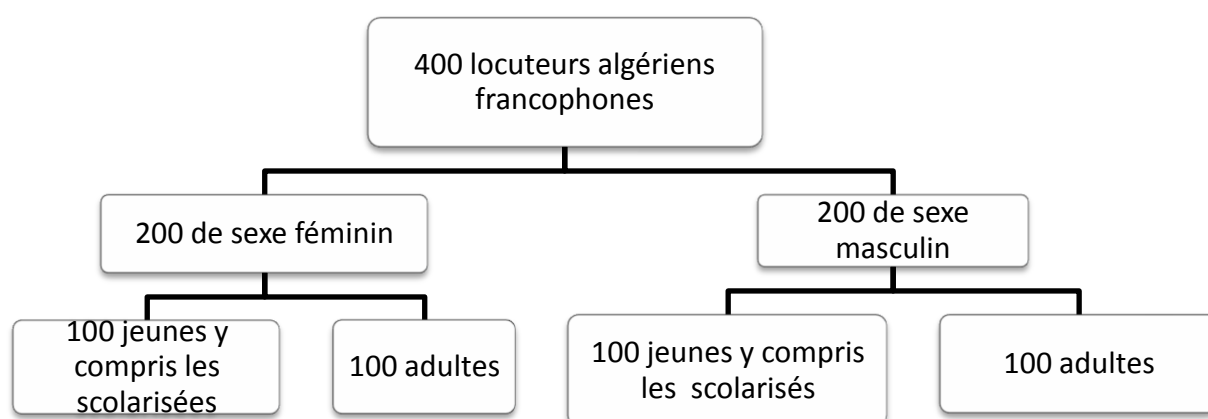 400 locuteurs algériens
francophones
200 de sexe féminin
200 de sexe
masculin
100 jeunes y
compris les
scolarisées
100 adultes
100 jeunes y compris
les scolarisés
100 adultes